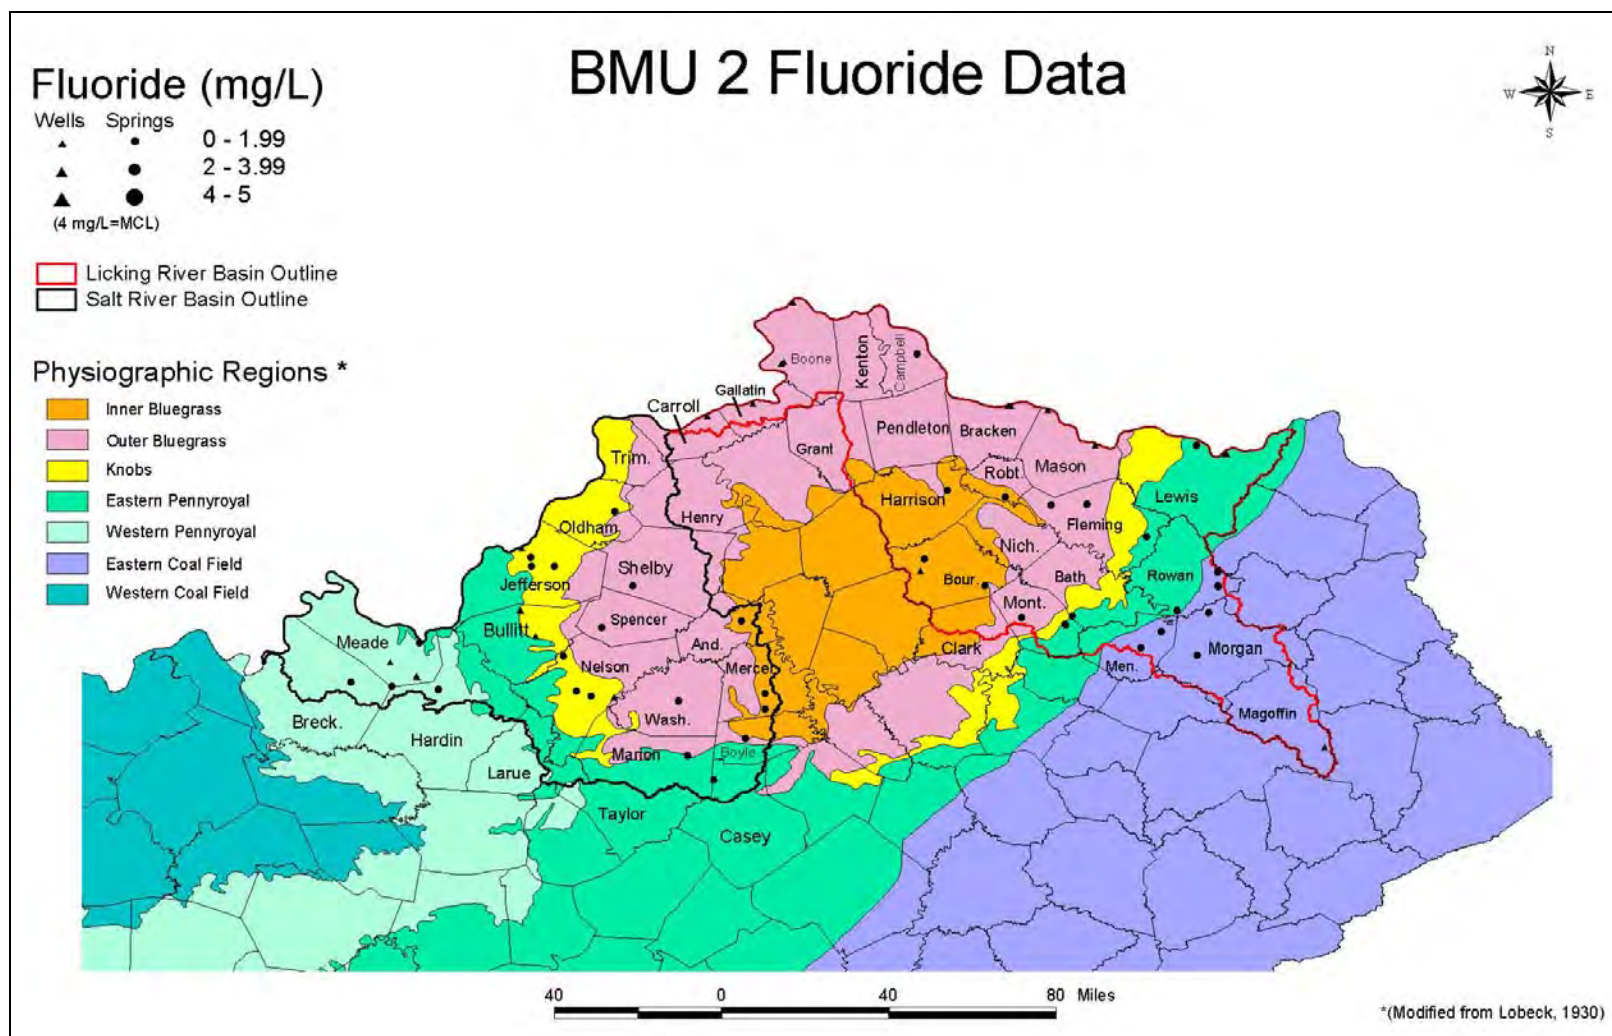 BMU 2 Fluoride Data
N
W E
S
Fluoride (mg/L)
Wells Springs
0 - 1.99
2 - 3.99
4 - 5
(4 mg/L=MCL)
Licking River Basin Outline
Salt River Basin Outline
Physiographic Regions *
Inner Bluegrass
Outer Bluegrass
Knobs
Eastern Pennyroyal
Western Pennyroyal
Eastern Coal Field
Western Coal Field
Boone
Kenton
Campbell
Gallatin
Carroll
Trim.
Grant
Pendleton
Bracken
Robt.
Mason
Lewis
Harrison
Henry
Oldham
Fleming
Nich.
Shelby
Jefferson
Bour.
Bath
Rowan
Mont.
Spencer
Bullitt
And.
Clark
Meade
Nelson
Mercer
Men.
Morgan
Breck.
Wash.
Magoffin
Hardin
Marion
Boyle
Larue
Taylor
Casey
40 0 40 80 Miles
*(Modified from Lobeck, 1930)